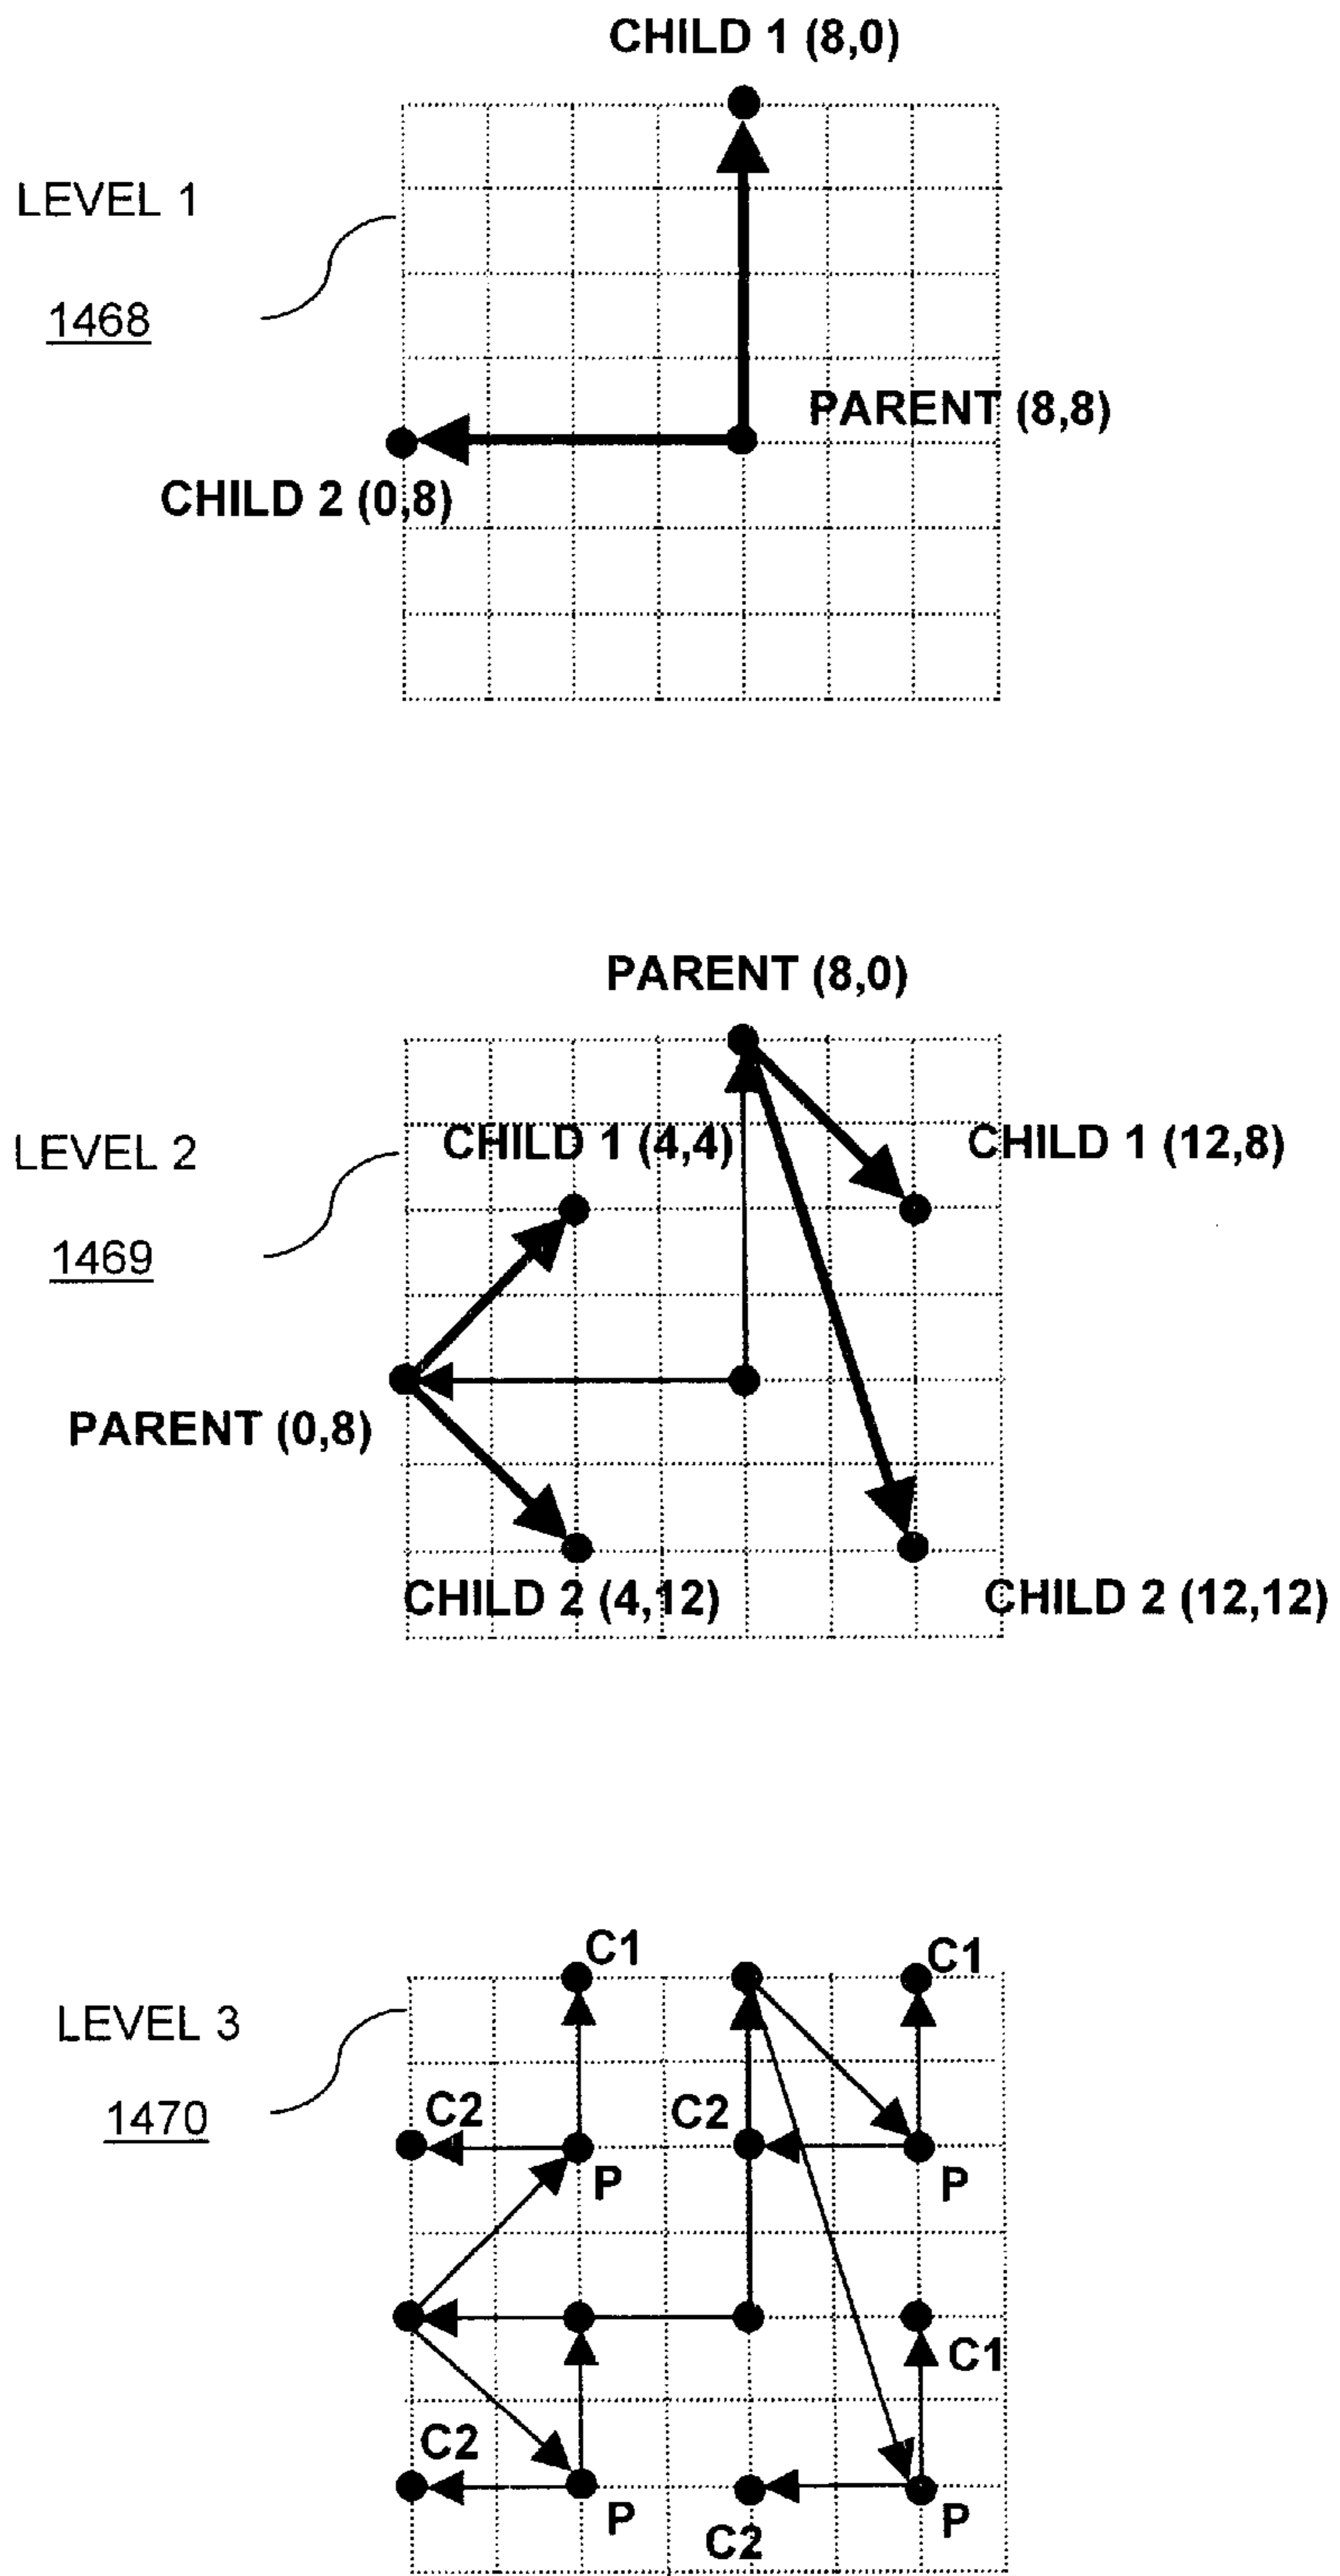 CHILD 1 (8,0)
LEVEL 1
1468
PARENT (8,8)
CHILD 2 (0,8)
PARENT (8,0)
LEVEL 2
CHILD 1 (4,4)
CHILD 1 (12,8)
1469
PARENT (0,8)
CHILD 2 (4,12)
CHILD 2 (12,12)
C1
C1
LEVEL 3
1470
C2
C2
P
P
C1
C2
P
C2
P